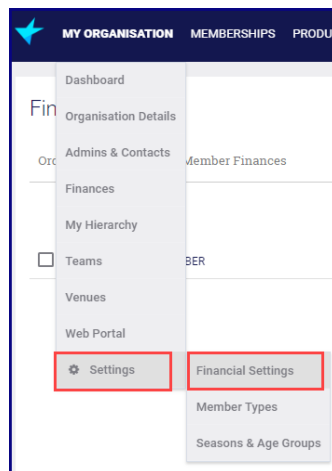 MY ORGANISATION MEMBERSHIPS PRODU
Dashboard
Fin
Organisation Details
Admins & Contacts
Member Finances
Finances
My Hierarchy
Teams
BER
Venues
Web Portal
Settings
Financial Settings
Member Types
Seasons & Age Groups